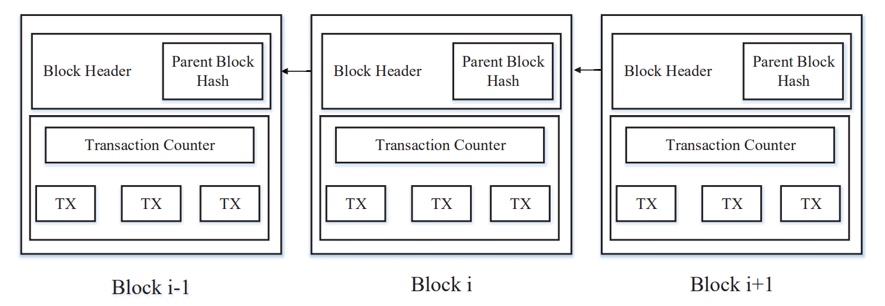 Block Header
Parent Block
Hash
Transaction Counter
TX TX TX
Block i-1
Block Header
Parent Block
Hash
Transaction Counter
TX TX TX
Block i
Block Header
Parent Block
Hash
Transaction Counter
TX TX TX
Block i+1